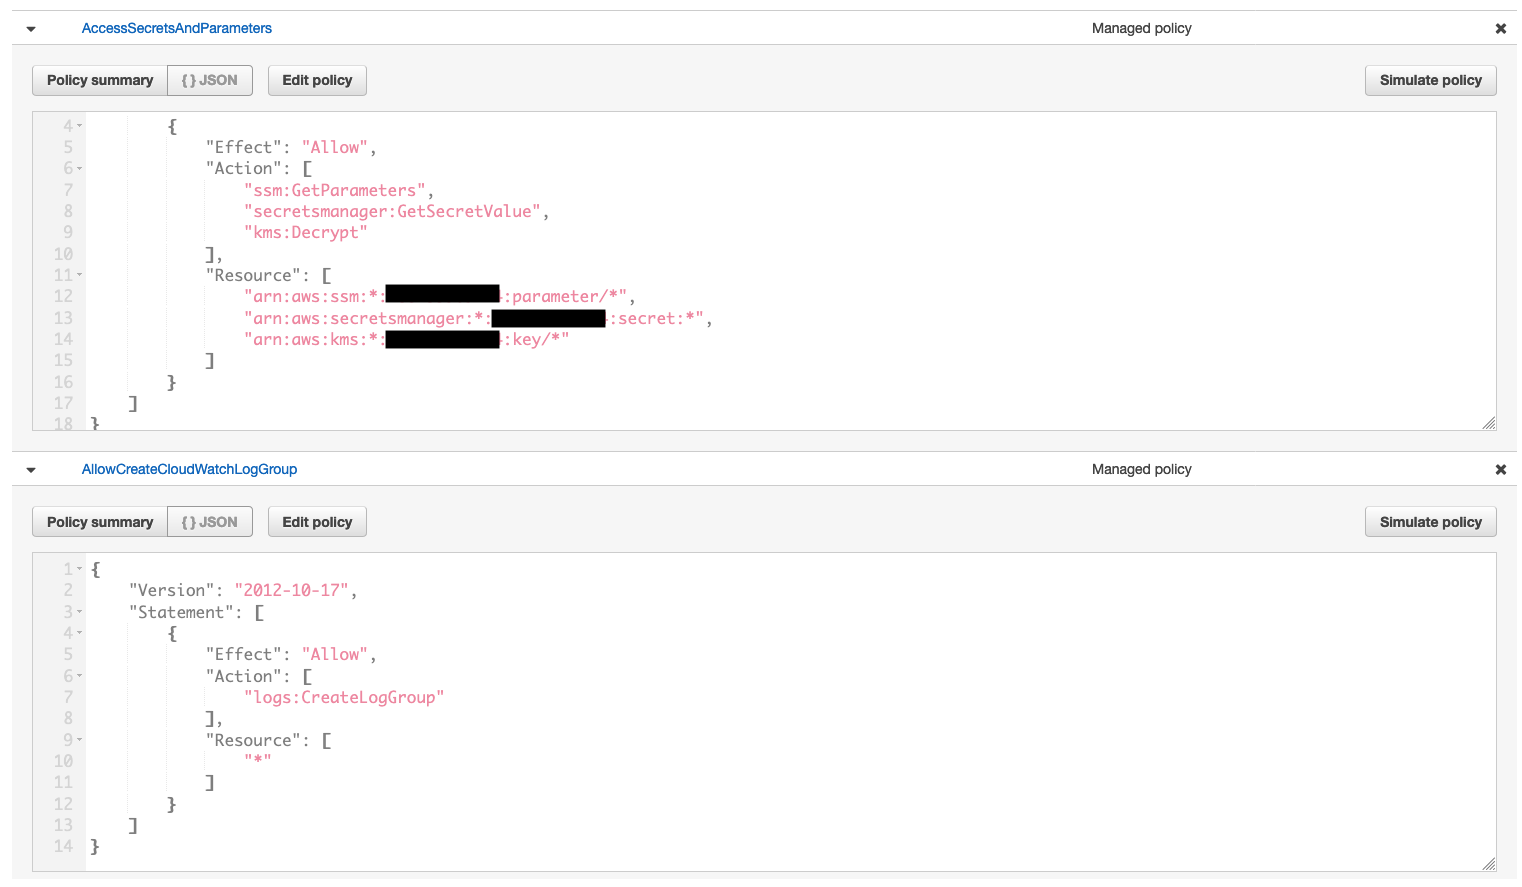 AccessSecretsAndParameters Managed policy ✖
Policy summary { } JSON Edit policy Simulate policy
4 {
5 "Effect": "Allow",
6 "Action": [
7 "ssm:GetParameters",
8 "secretsmanager:GetSecretValue",
9 "kms:Decrypt"
10 ],
11 "Resource": [
12 "arn:aws:ssm:*: :parameter/*",
13 "arn:aws:secretsmanager:*: :secret:*",
14 "arn:aws:kms:*: :key/*"
15 ]
16 }
17 ]
18 }
AllowCreateCloudWatchLogGroup Managed policy ✖
Policy summary { } JSON Edit policy Simulate policy
1 {
2 "Version": "2012-10-17",
3 "Statement": [
4 {
5 "Effect": "Allow",
6 "Action": [
7 "logs:CreateLogGroup"
8 ],
9 "Resource": [
10 "*"
11 ]
12 }
13 ]
14 }